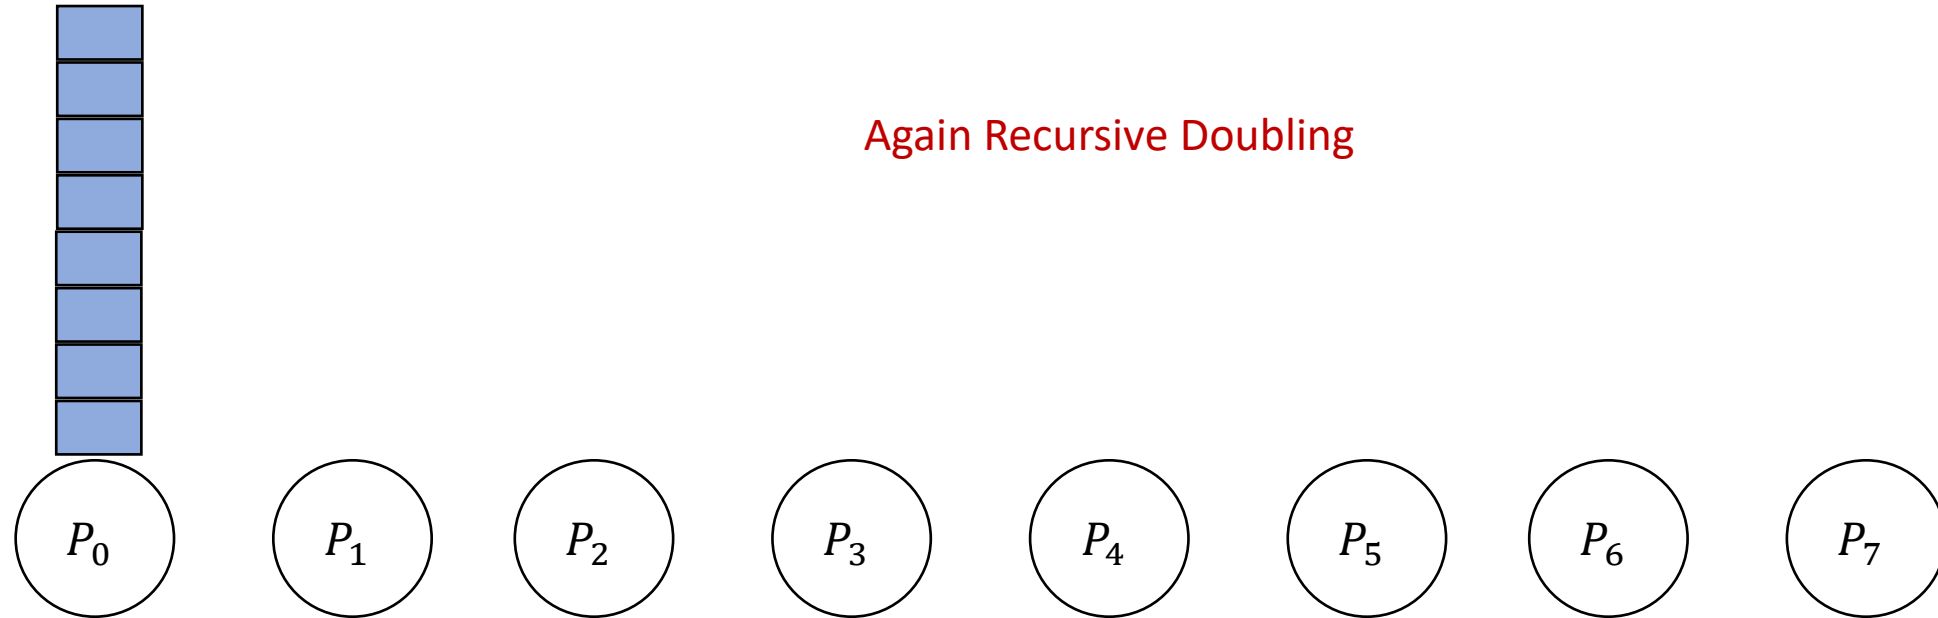 Again Recursive Doubling
P₀ P₁ P₂ P₃ P₄ P₅ P₆ P₇